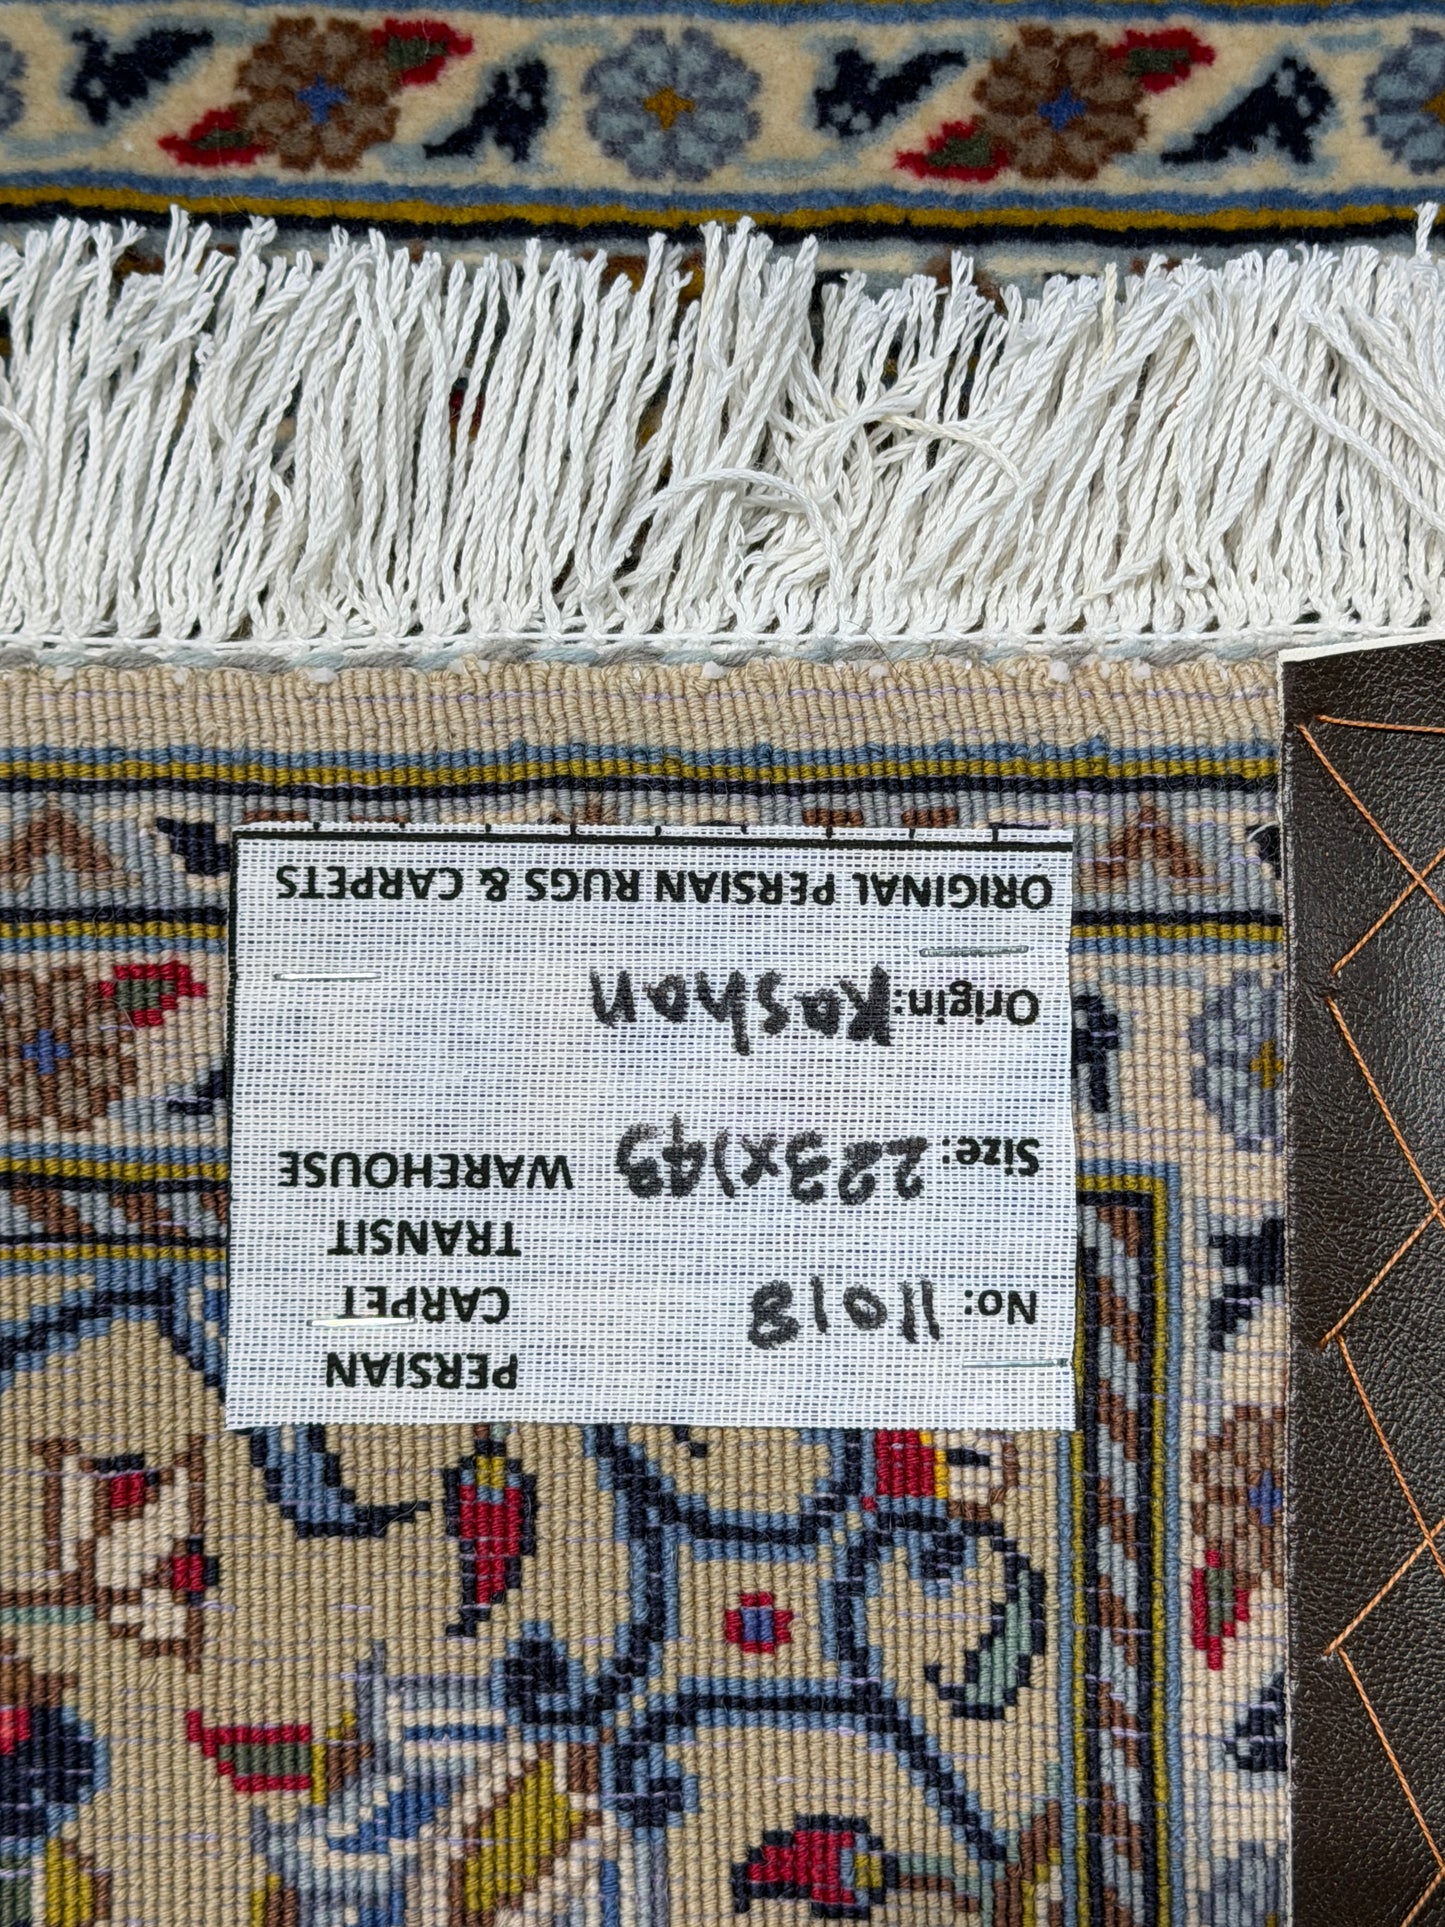 PERSIAN
CARPET
TRANSIT
WAREHOUSE
No: 11018
Size: 223x149
Origin: Kashan
ORIGINAL PERSIAN RUGS & CARPETS